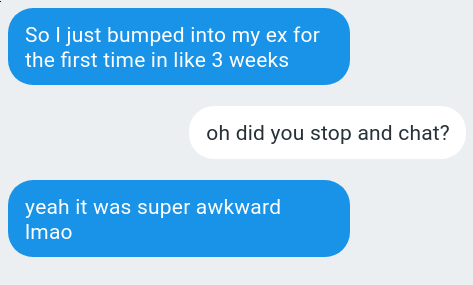 So I just bumped into my ex for
the first time in like 3 weeks
oh did you stop and chat?
yeah it was super awkward
lmao